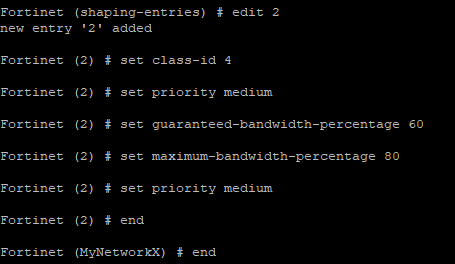 Fortinet (shaping-entries) # edit 2
new entry '2' added
Fortinet (2) # set class-id 4
Fortinet (2) # set priority medium
Fortinet (2) # set guaranteed-bandwidth-percentage 60
Fortinet (2) # set maximum-bandwidth-percentage 80
Fortinet (2) # set priority medium
Fortinet (2) # end
Fortinet (MyNetworkX) # end